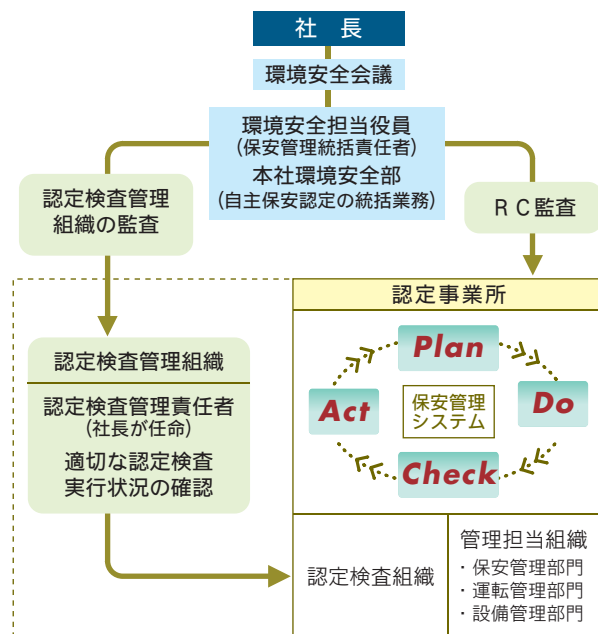 社長
環境安全会議
環境安全担当役員
(保安管理統括責任者)
本社環境安全部
(自主保安認定の統括業務)
認定検査管理
組織の監査
RC監査
認定検査管理組織
認定検査管理責任者
(社長が任命)
適切な認定検査
実行状況の確認
認定事業所
Plan
Act
保安管理
システム
Do
Check
認定検査組織
管理担当組織
・保安管理部門
・運転管理部門
・設備管理部門